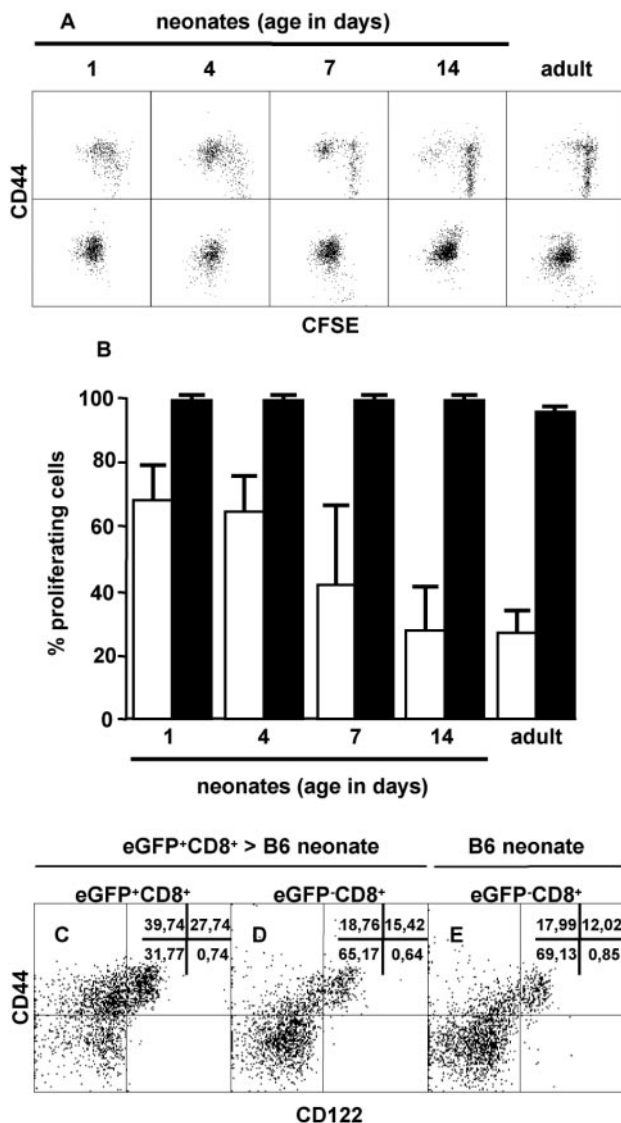 A neonates (age in days)
1 4 7 14 adult
CD44
CFSE
B
100
80
60
40
20
0
% proliferating cells
1 4 7 14 adult
neonates (age in days)
eGFP⁺CD8⁺ > B6 neonate B6 neonate
eGFP⁺CD8⁺ eGFP⁻CD8⁺ eGFP⁻CD8⁺
C 39,74 27,74 D 18,76 15,42 E 17,99 12,02
31,77 0,74 65,17 0,64 69,13 0,85
CD44
CD122